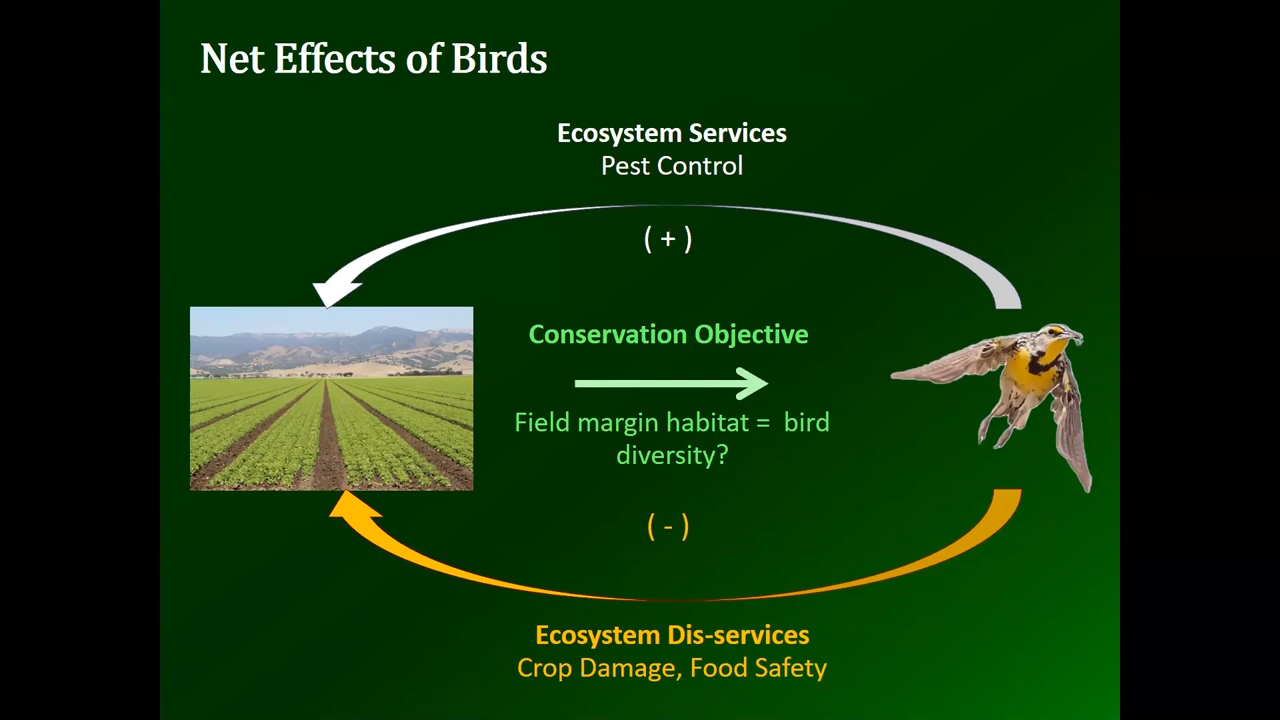 Net Effects of Birds
Ecosystem Services
Pest Control
( + )
Conservation Objective
Field margin habitat = bird
diversity?
( - )
Ecosystem Dis-services
Crop Damage, Food Safety